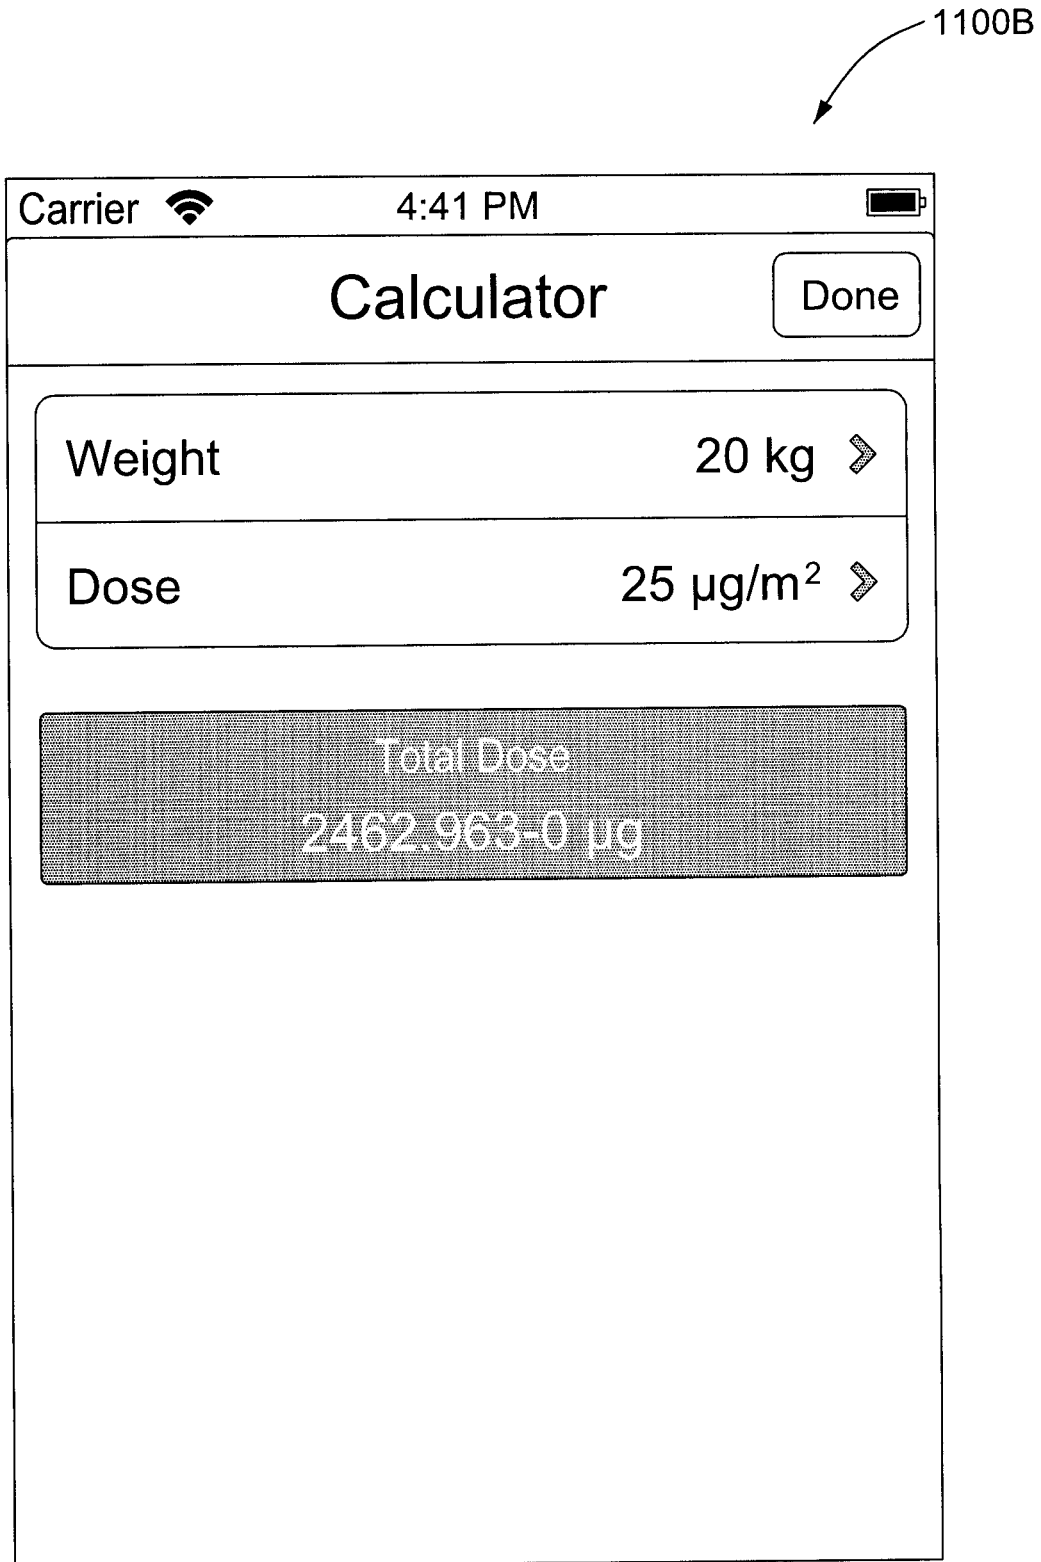 1100B
Carrier 4:41 PM
Calculator Done
Weight 20 kg
Dose 25 µg/m²
Total Dose
2462.963-0 µg